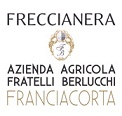 FRECCIANERA
AZIENDA AGRICOLA
FRATELLI BERLUCCHI
FRANCIACORTA